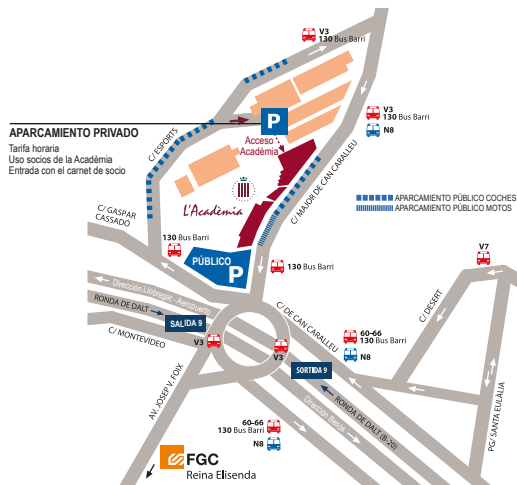 V3
130 Bus Barri
P
V3
130 Bus Barri
N8
APARCAMIENTO PRIVADO
Tarifa horaria
Uso socios de la Acadèmia
Entrada con el carnet de socio
C/ ESPORTS
Acceso
Acadèmia
C/ MAJOR DE CAN CARALLEU
APARCAMIENTO PÚBLICO COCHES
APARCAMIENTO PÚBLICO MOTOS
L'Acadèmia
C/ GASPAR
CASSADÓ
130 Bus Barri
PÚBLICO
P
130 Bus Barri
V7
C/ DESERT
Dirección Llobregat - Aeropuerto
RONDA DE DALT
SALIDA 9
C/ MONTEVIDEO
V3
V3
C/ DE CAN CARALLEU
60-66
130 Bus Barri
N8
SORTIDA 9
RONDA DE DALT (B-20)
Dirección Besòs
AV. JOSEP V. FOIX
PG/ SANTA EULÀLIA
60-66
130 Bus Barri
N8
FGC
Reina Elisenda